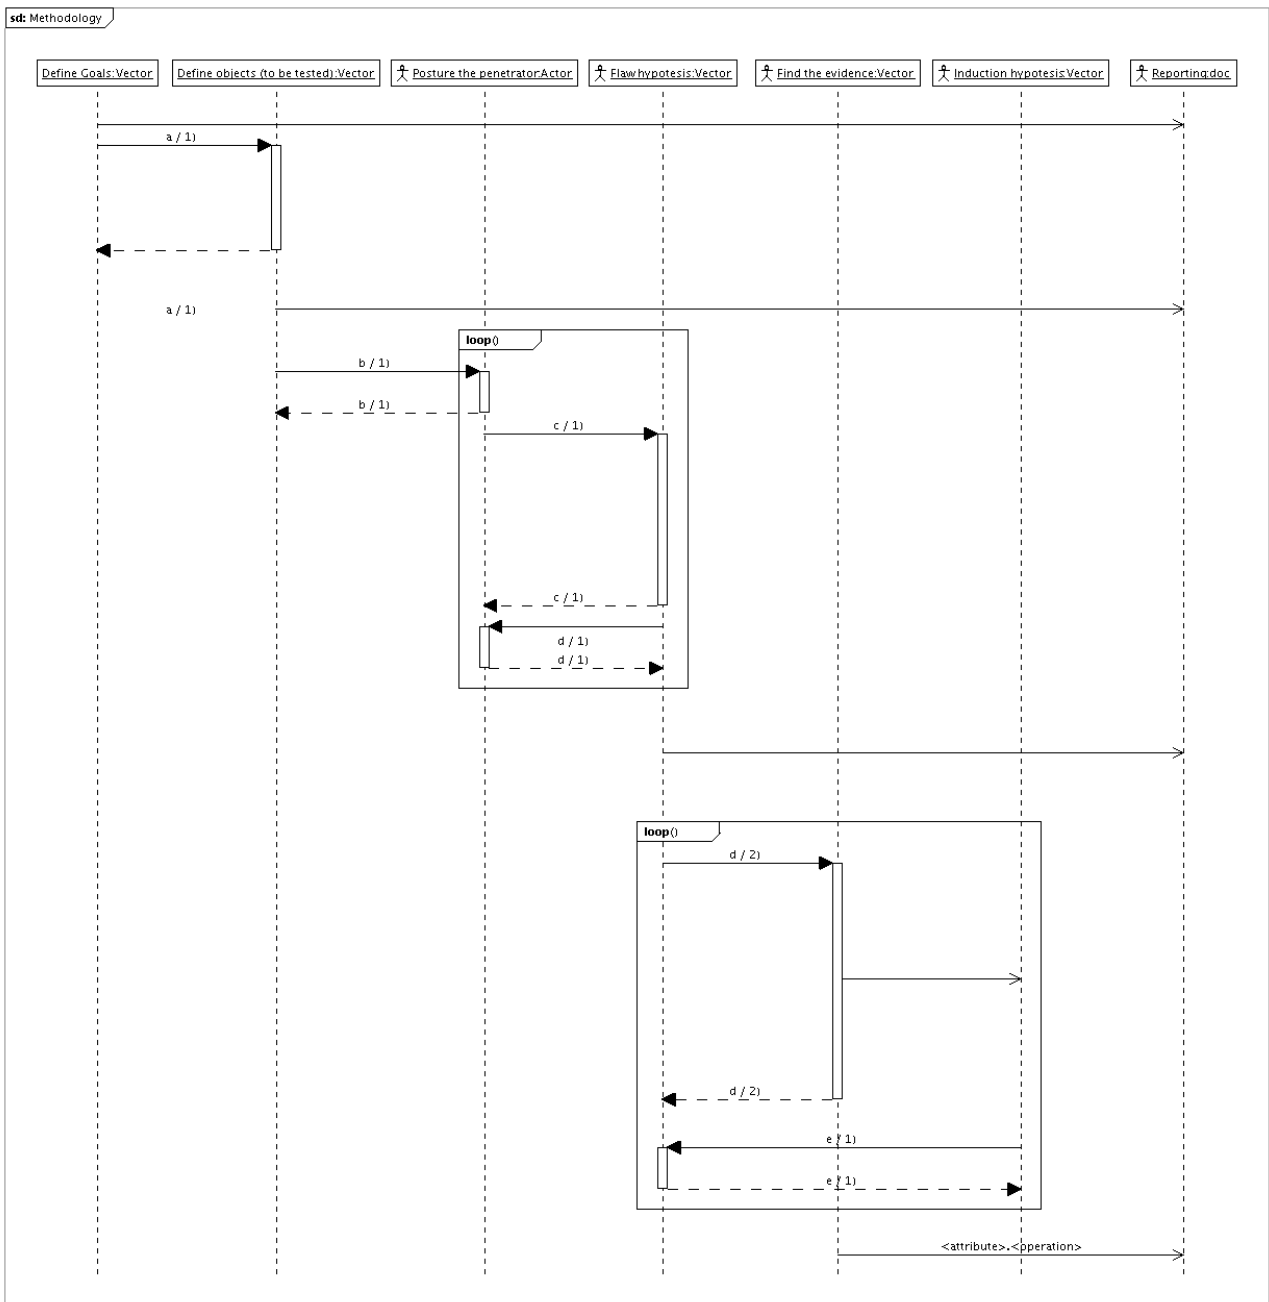 sd: Methodology
Define Goals:Vector
Define objects (to be tested):Vector
Posture the penetrator:Actor
Flaw hypotesis:Vector
Find the evidence:Vector
Induction hypotesis:Vector
Reporting:doc
a / 1)
a / 1)
loop()
b / 1)
b / 1)
c / 1)
c / 1)
d / 1)
d / 1)
loop()
d / 2)
d / 2)
e / 1)
e / 1)
<attribute>.<operation>